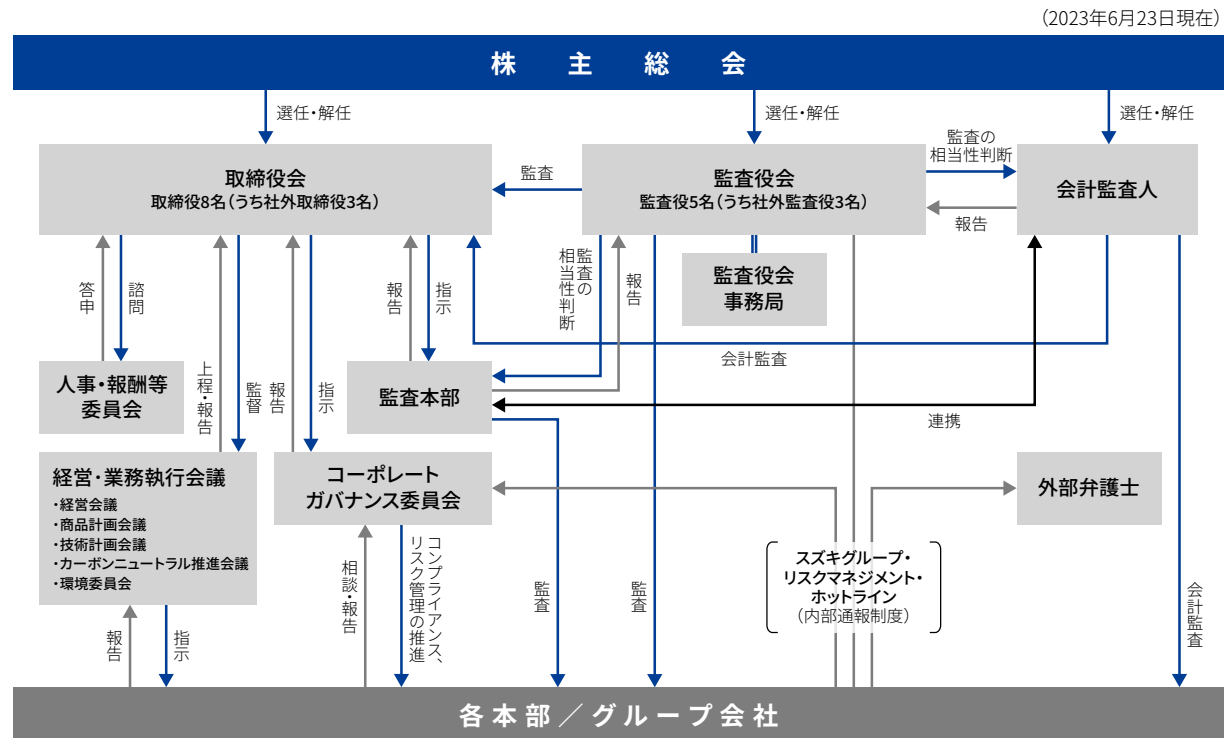 （2023年6月23日現在）
株主総会
選任・解任
選任・解任
選任・解任
取締役会
取締役8名（うち社外取締役3名）
監査
監査役会
監査役5名（うち社外監査役3名）
監査の
相当性判断
報告
会計監査人
答申
諮問
報告
指示
監査の
相当性判断
報告
監査役会
事務局
会計監査
人事・報酬等
委員会
上程・報告
監督
報告
指示
監査本部
連携
経営・業務執行会議
・経営会議
・商品計画会議
・技術計画会議
・カーボンニュートラル推進会議
・環境委員会
コーポレート
ガバナンス委員会
外部弁護士
報告
指示
相談・報告
コンプライアンス、
リスク管理の推進
監査
監査
スズキグループ・
リスクマネジメント・
ホットライン
（内部通報制度）
会計監査
各本部／グループ会社